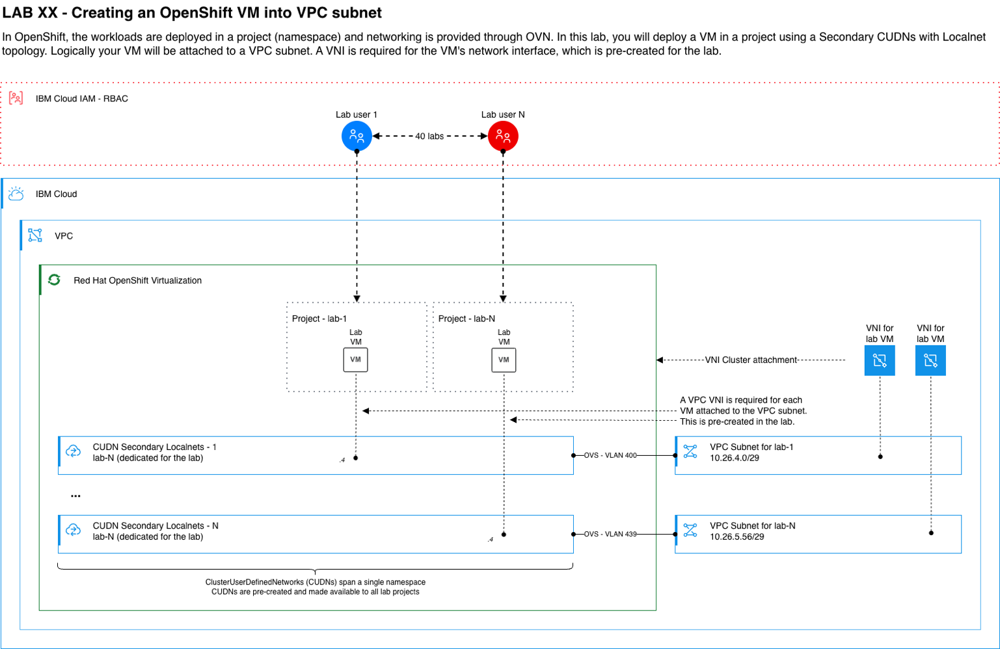 LAB XX - Creating an OpenShift VM into VPC subnet
In OpenShift, the workloads are deployed in a project (namespace) and networking is provided through OVN. In this lab, you will deploy a VM in a project using a Secondary CUDNs with Localnet
topology. Logically your VM will be attached to a VPC subnet. A VNI is required for the VM's network interface, which is pre-created for the lab.
IBM Cloud IAM - RBAC
Lab user 1
Lab user N
40 labs
IBM Cloud
VPC
Red Hat OpenShift Virtualization
Project - lab-1
Lab
VM
VM
Project - lab-N
Lab
VM
VM
VNI for
lab VM
VNI for
lab VM
VNI Cluster attachment
A VPC VNI is required for each
VM attached to the VPC subnet.
This is pre-created in the lab.
CUDN Secondary Localnets - 1
lab-N (dedicated for the lab)
.4
OVS - VLAN 400
VPC Subnet for lab-1
10.26.4.0/29
...
CUDN Secondary Localnets - N
lab-N (dedicated for the lab)
.4
OVS - VLAN 439
VPC Subnet for lab-N
10.26.5.56/29
ClusterUserDefinedNetworks (CUDNs) span a single namespace
CUDNs are pre-created and made available to all lab projects